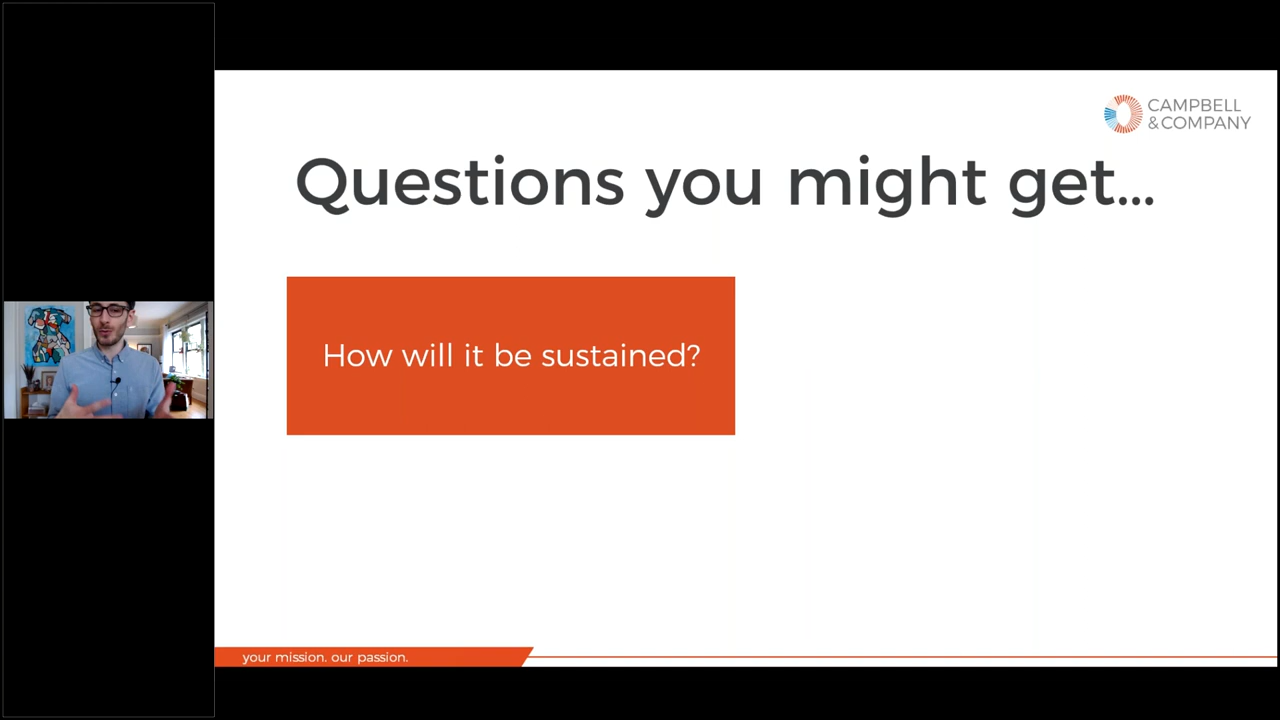 CAMPBELL
&COMPANY
Questions you might get...
How will it be sustained?
your mission. our passion.